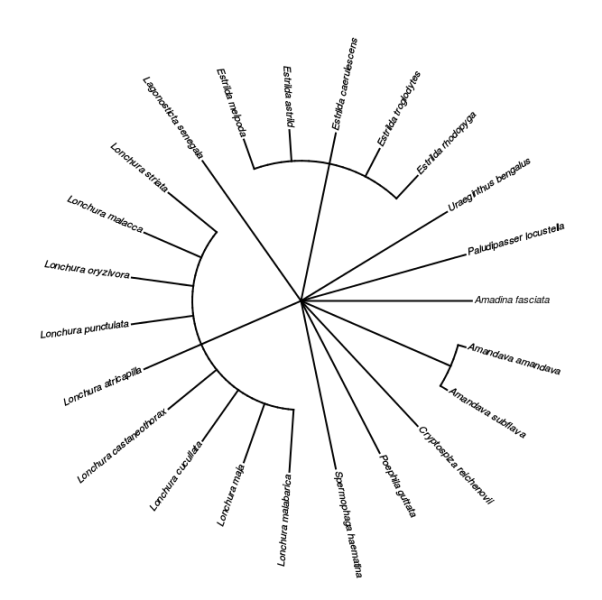 Estrilda caerulescens
Estrilda astrild
Estrilda troglodytes
Estrilda melpoda
Estrilda rhodopyga
Lagonosticta senegala
Uraeginthus bengalus
Lonchura striata
Paludipasser locustella
Lonchura malacca
Amadina fasciata
Lonchura oryzivora
Amandava amandava
Lonchura punctulata
Amandava subflava
Lonchura atricapilla
Cryptospiza reichenovii
Lonchura castaneothorax
Poephila guttata
Lonchura cucullata
Spermophaga haematina
Lonchura maja
Lonchura malabarica